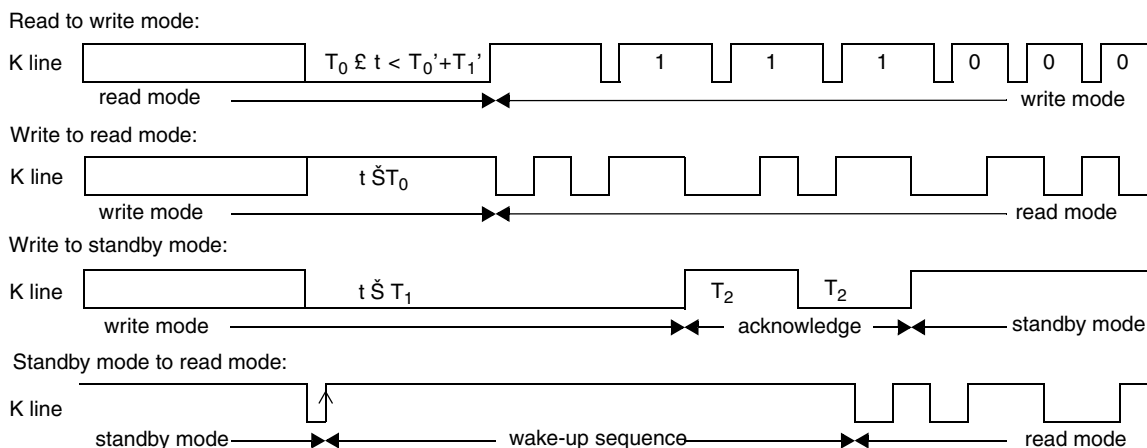 Read to write mode:
K line T₀ £ t < T₀'+T₁' 1 1 1 0 0 0
read mode write mode
Write to read mode:
K line t ŠT₀
write mode read mode
Write to standby mode:
K line t Š T₁ T₂ T₂
write mode acknowledge standby mode
Standby mode to read mode:
K line
standby mode wake-up sequence read mode